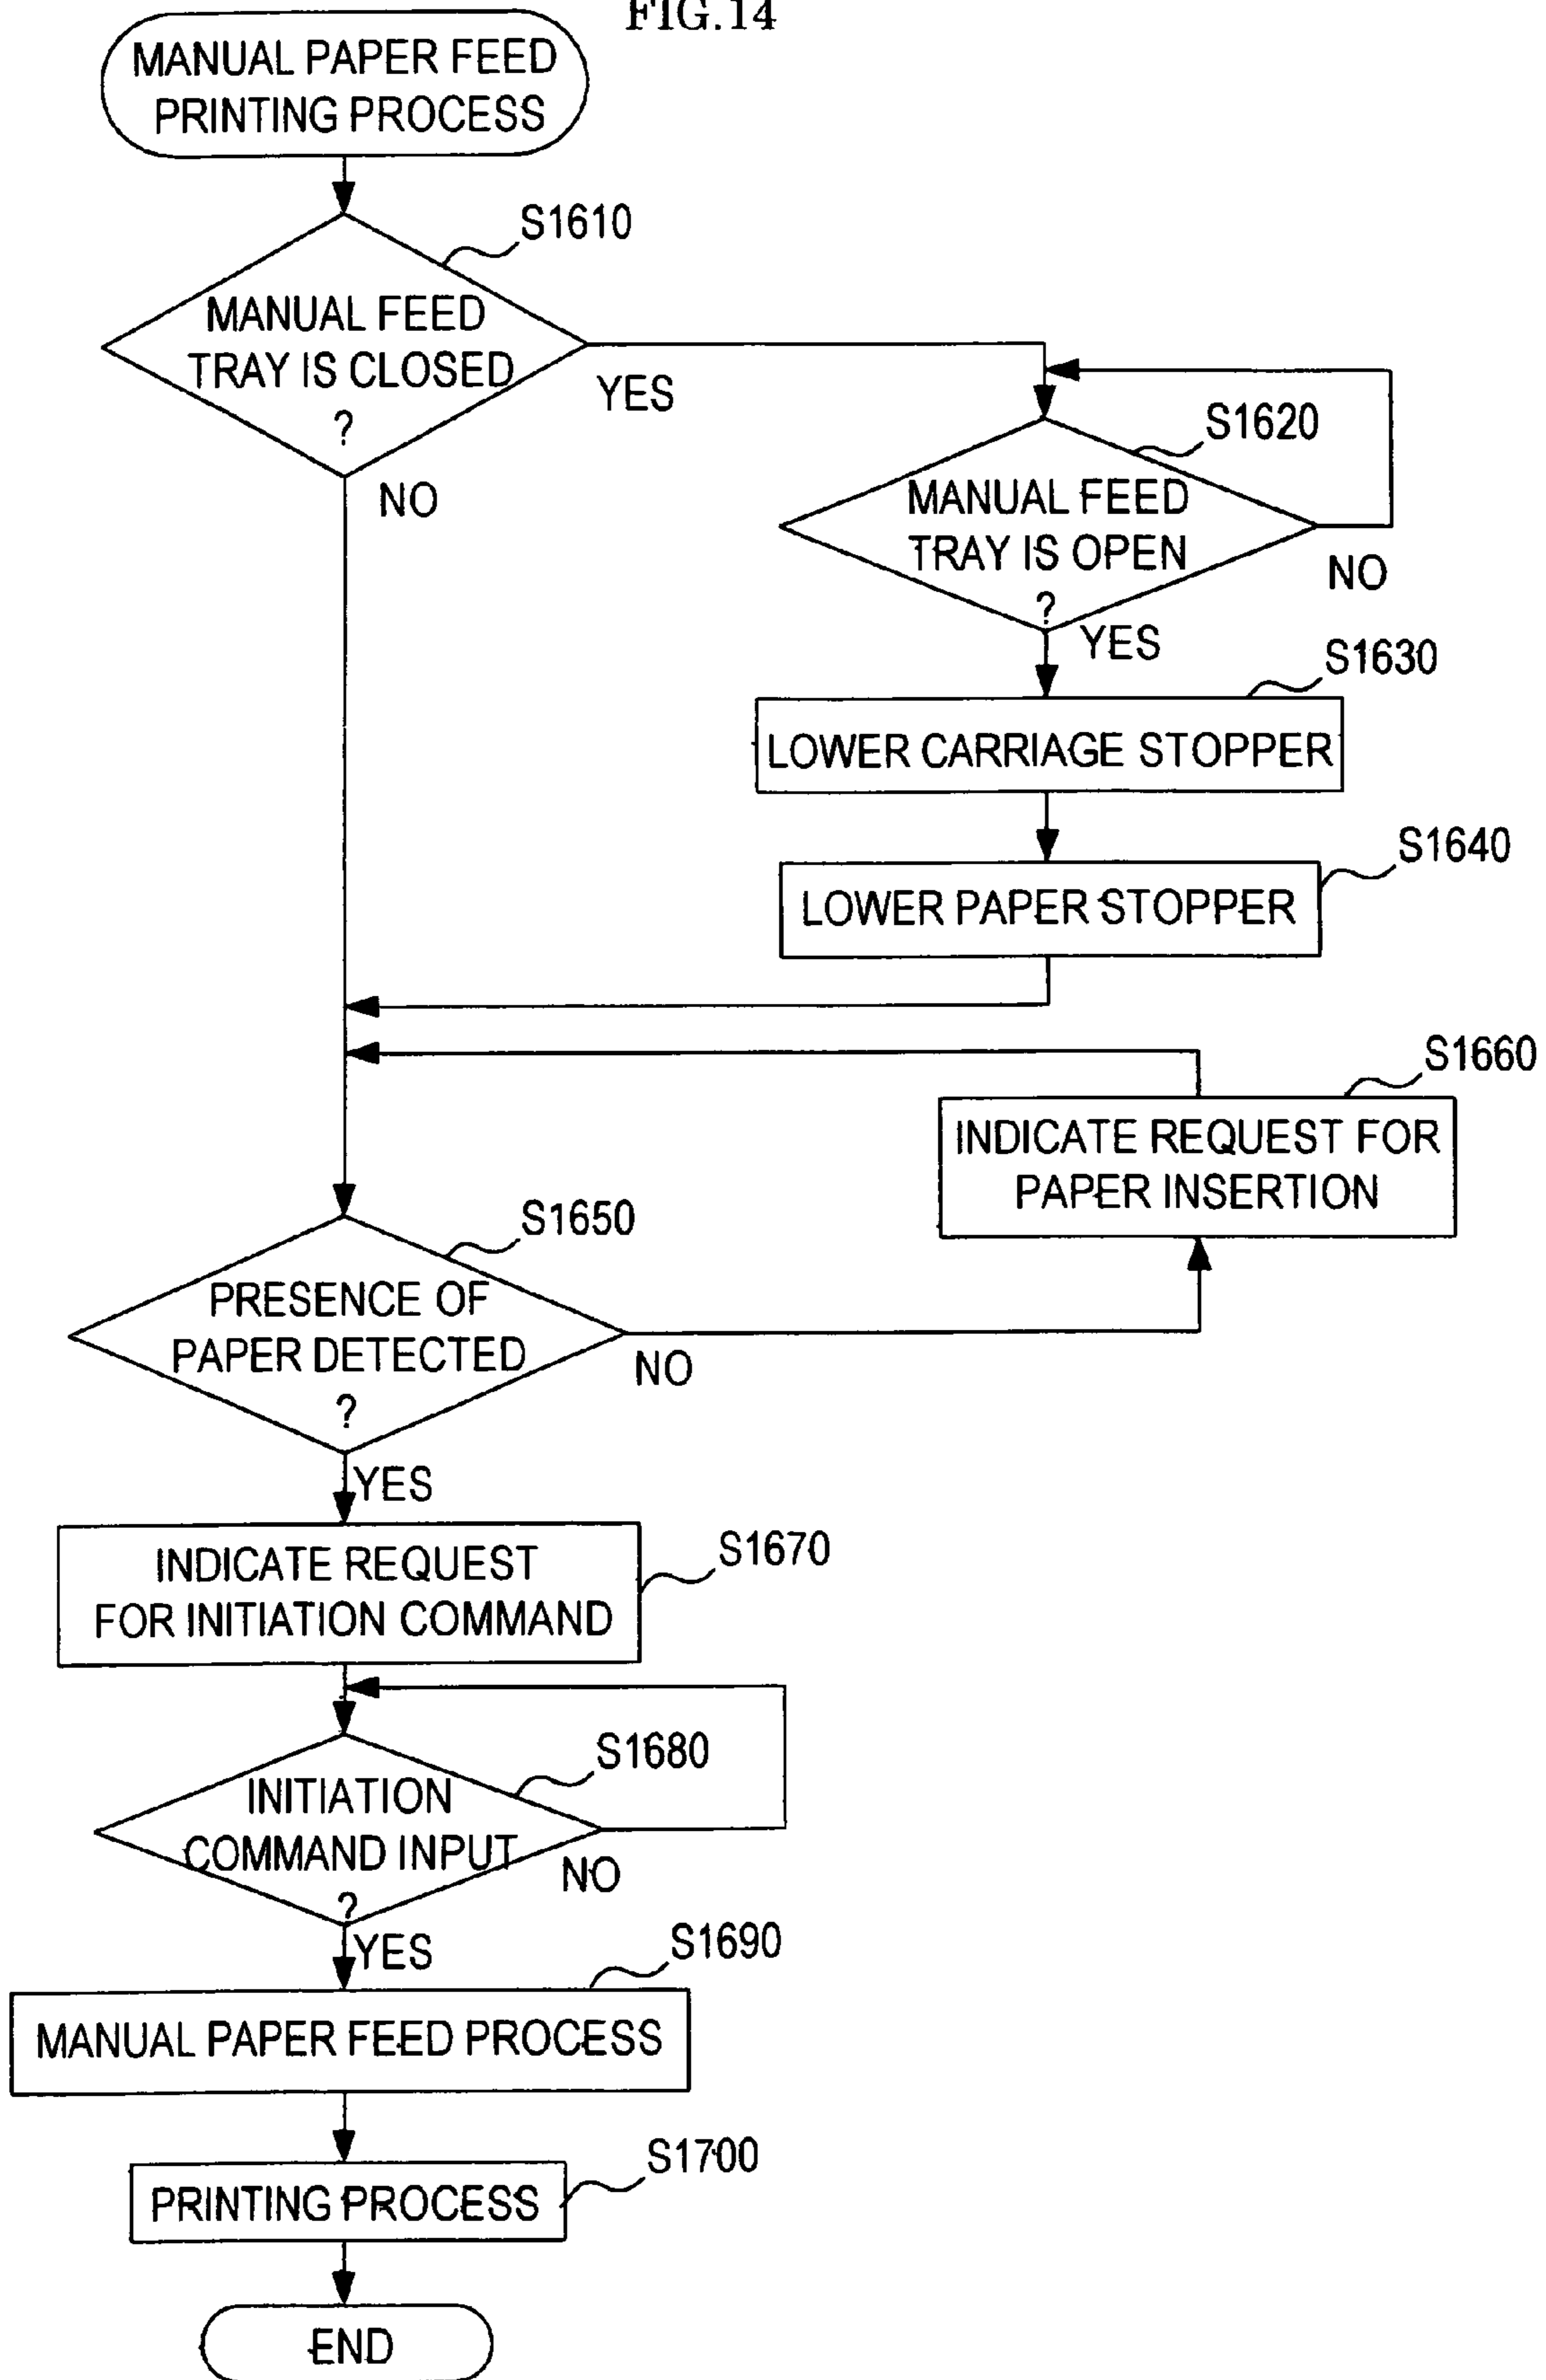 FIG.14
MANUAL PAPER FEED
PRINTING PROCESS
S1610
MANUAL FEED
TRAY IS CLOSED
?
YES
NO
S1620
MANUAL FEED
TRAY IS OPEN
?
NO
YES
S1630
LOWER CARRIAGE STOPPER
S1640
LOWER PAPER STOPPER
S1660
INDICATE REQUEST FOR
PAPER INSERTION
S1650
PRESENCE OF
PAPER DETECTED
?
NO
YES
S1670
INDICATE REQUEST
FOR INITIATION COMMAND
S1680
INITIATION
COMMAND INPUT
?
NO
YES
S1690
MANUAL PAPER FEED PROCESS
S1700
PRINTING PROCESS
END